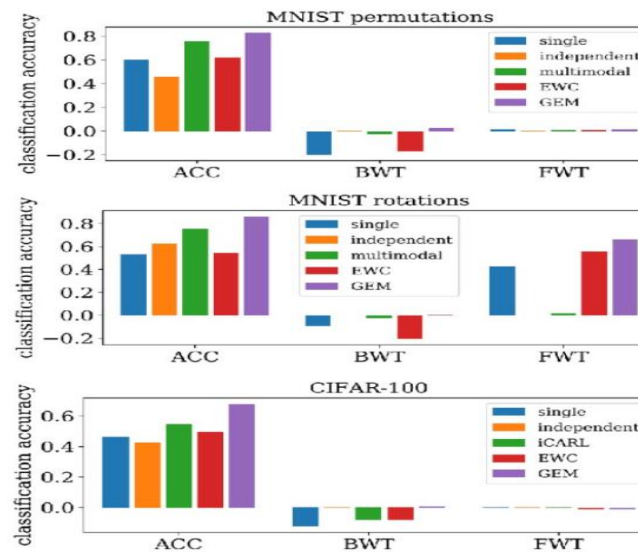 MNIST permutations
classification accuracy
0.8
0.6
0.4
0.2
0.0
−0.2
single
independent
multimodal
EWC
GEM
ACC BWT FWT
MNIST rotations
classification accuracy
0.8
0.6
0.4
0.2
0.0
−0.2
single
independent
multimodal
EWC
GEM
ACC BWT FWT
CIFAR-100
classification accuracy
0.6
0.4
0.2
0.0
single
independent
iCARL
EWC
GEM
ACC BWT FWT